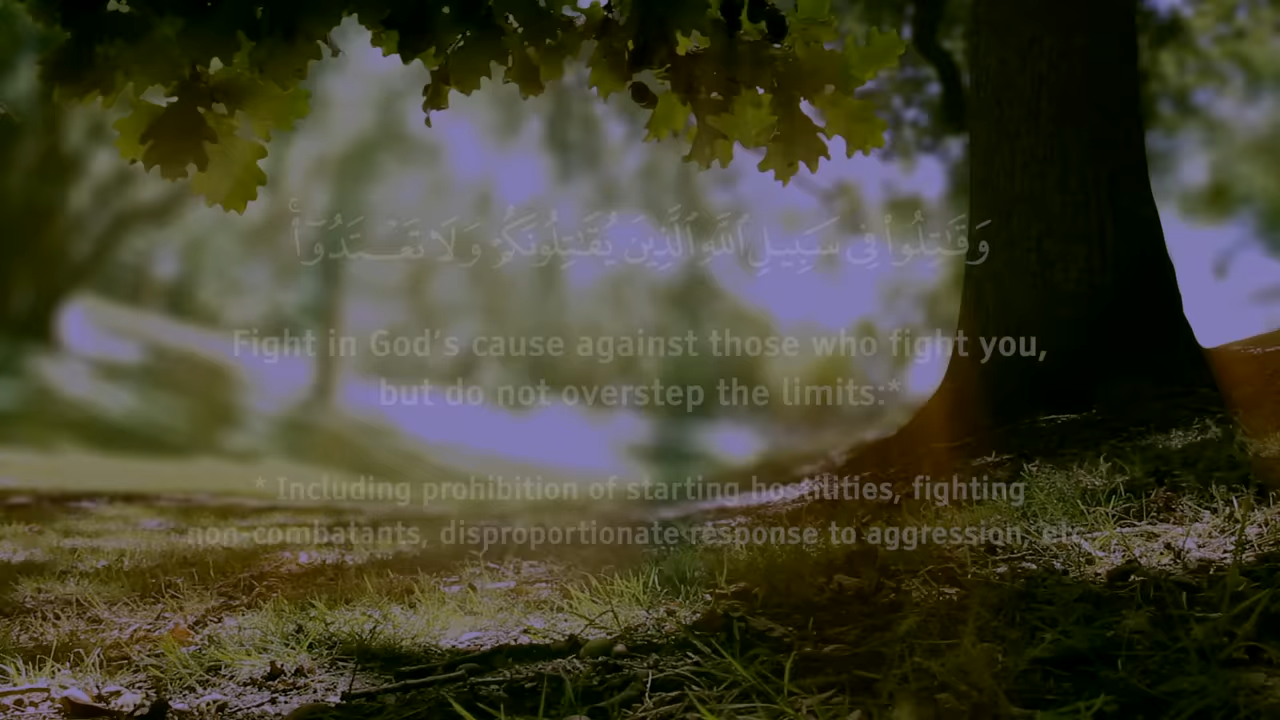 وَقَـٰتِلُوا۟ فِى سَبِيلِ ٱللَّهِ ٱلَّذِينَ يُقَـٰتِلُونَكُمْ وَلَا تَعْتَدُوٓا۟ ۚ
Fight in God’s cause against those who fight you,
but do not overstep the limits:*
* Including prohibition of starting hostilities, fighting
non-combatants, disproportionate response to aggression, etc